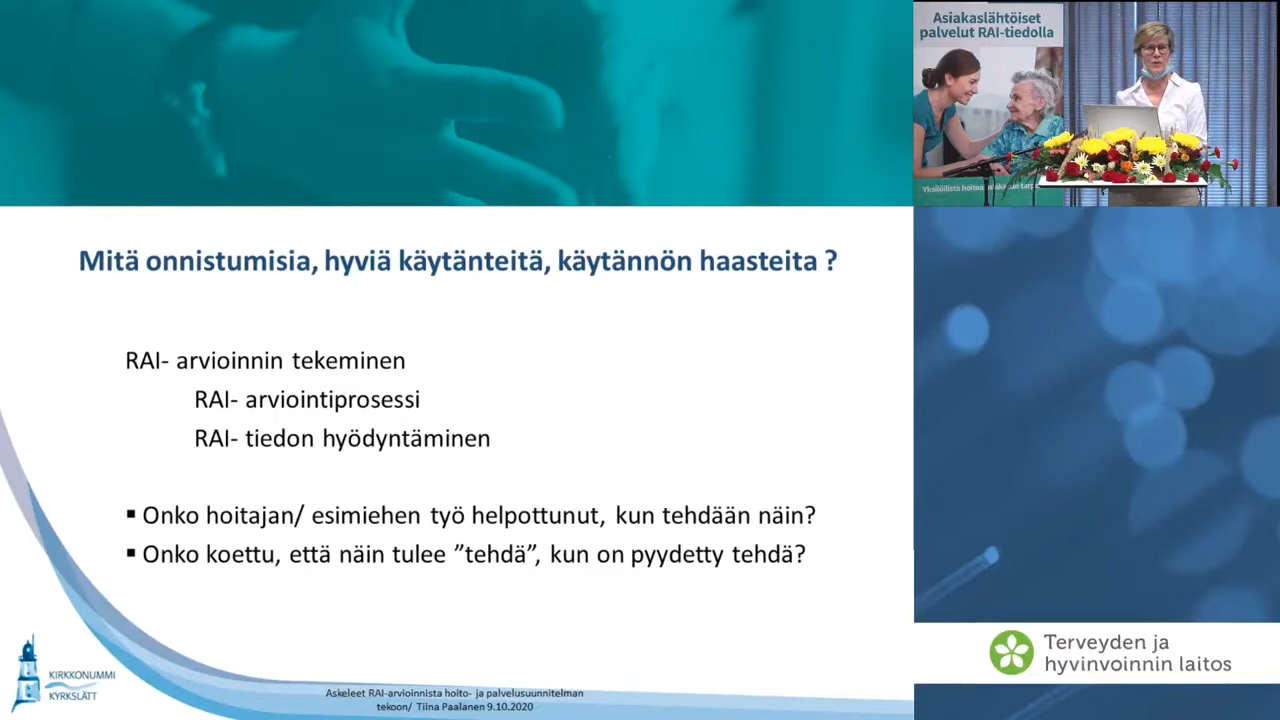 Mitä onnistumisia, hyviä käytänteitä, käytännön haasteita ?
RAI- arvioinnin tekeminen
RAI- arviointiprosessi
RAI- tiedon hyödyntäminen
▪ Onko hoitajan/ esimiehen työ helpottunut, kun tehdään näin?
▪ Onko koettu, että näin tulee ”tehdä”, kun on pyydetty tehdä?
KIRKKONUMMI
KYRKSLÄTT
Askeleet RAI-arvioinnista hoito- ja palvelusuunnitelman
tekoon/ Tiina Paalanen 9.10.2020
Asiakaslähtöiset
palvelut RAI-tiedolla
Yksilöllistä hoitoa
Terveyden ja
hyvinvoinnin laitos